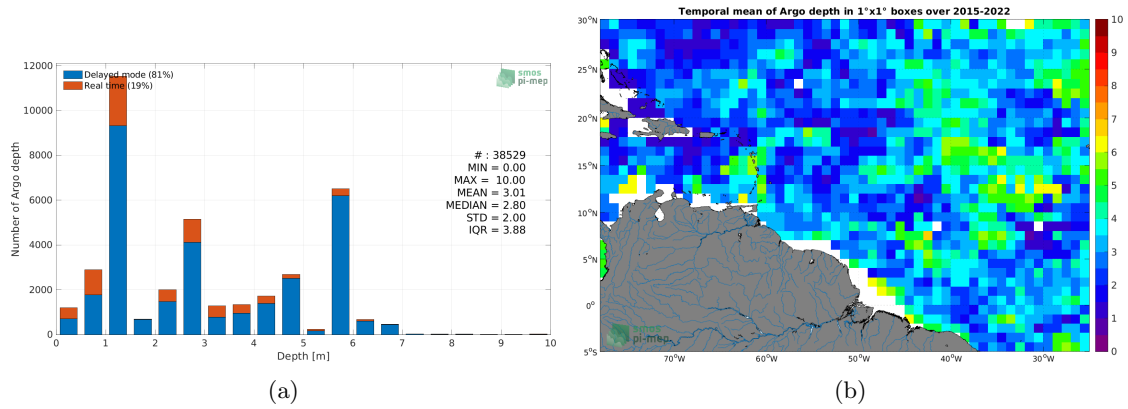 Temporal mean of Argo depth in 1°x1° boxes over 2015-2022
12000
10000
8000
6000
4000
2000
0
Number of Argo depth
Delayed mode (81%)
Real time (19%)
smos
pi-mep
# : 38529
MIN = 0.00
MAX = 10.00
MEAN = 3.01
MEDIAN = 2.80
STD = 2.00
IQR = 3.88
0 1 2 3 4 5 6 7 8 9 10
Depth [m]
30°N
25°N
20°N
15°N
10°N
5°N
0°
5°S
70°W 60°W 50°W 40°W 30°W
smos
pi-mep
10
9
8
7
6
5
4
3
2
1
0
(a)
(b)